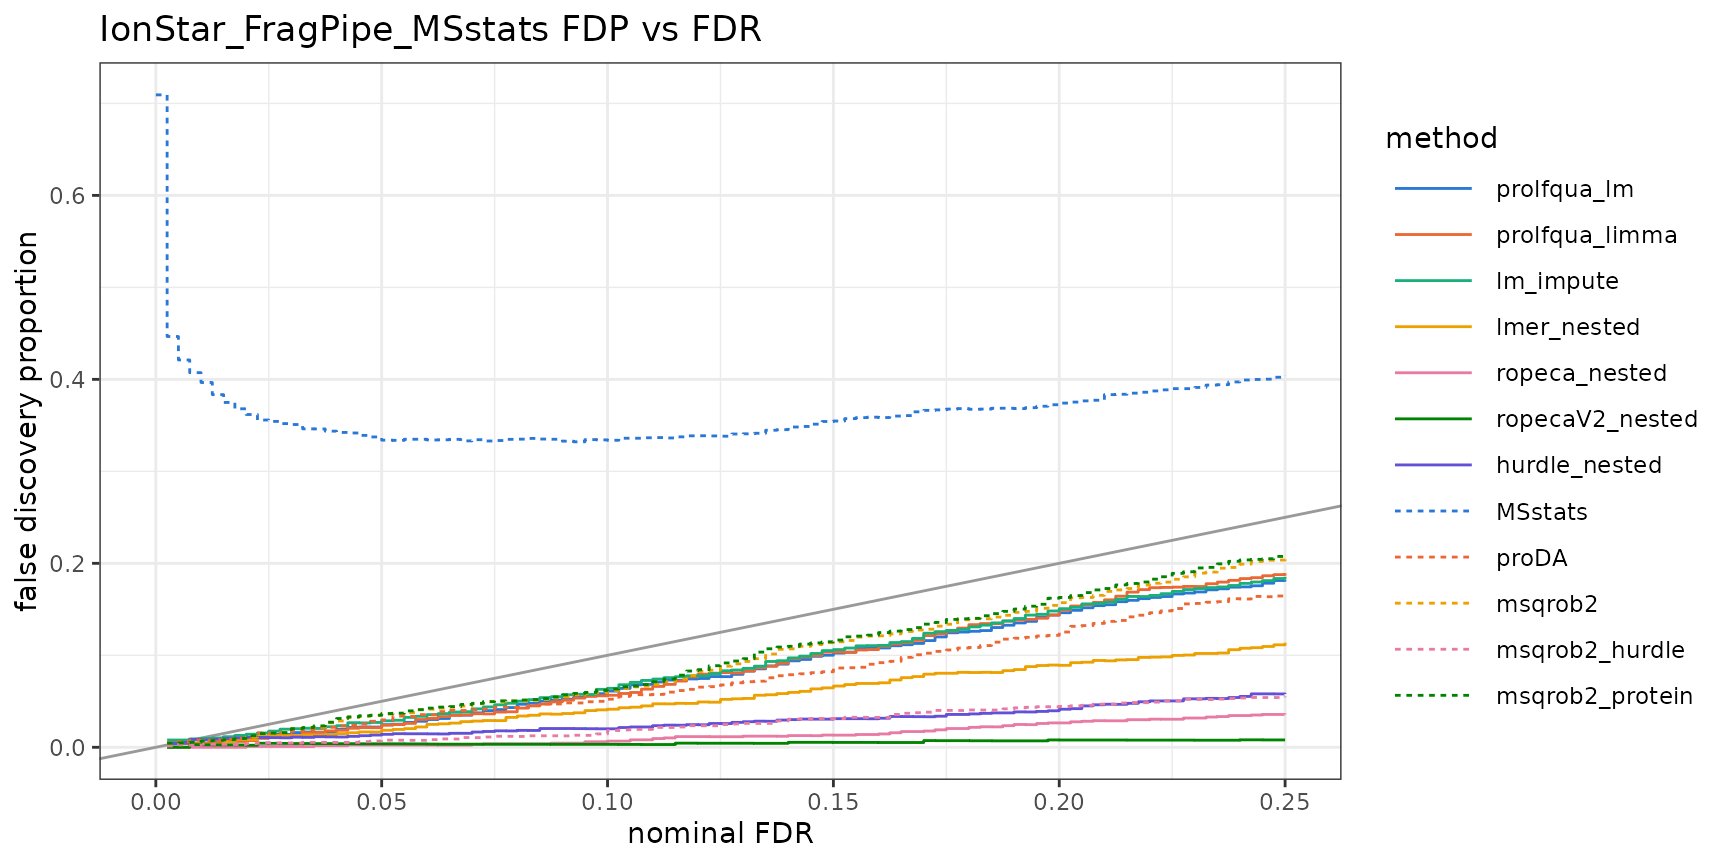 IonStar_FragPipe_MSstats FDP vs FDR
false discovery proportion
0.6
0.4
0.2
0.0
0.00 0.05 0.10 0.15 0.20 0.25
nominal FDR
method
prolfqua_lm
prolfqua_limma
lm_impute
lmer_nested
ropeca_nested
ropecaV2_nested
hurdle_nested
MSstats
proDA
msqrob2
msqrob2_hurdle
msqrob2_protein